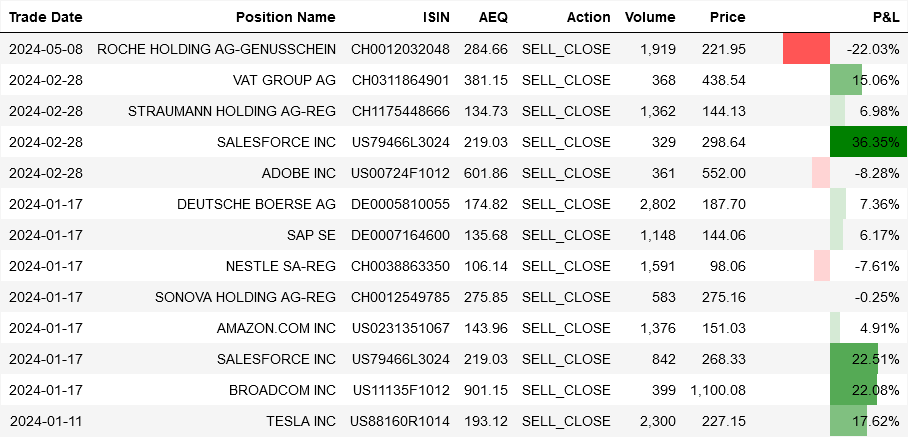 Trade Date Position Name ISIN AEQ Action Volume Price P&L
2024-05-08 ROCHE HOLDING AG-GENUSSCHEIN CH0012032048 284.66 SELL_CLOSE 1,919 221.95 -22.03%
2024-02-28 VAT GROUP AG CH0311864901 381.15 SELL_CLOSE 368 438.54 15.06%
2024-02-28 STRAUMANN HOLDING AG-REG CH1175448666 134.73 SELL_CLOSE 1,362 144.13 6.98%
2024-02-28 SALESFORCE INC US79466L3024 219.03 SELL_CLOSE 329 298.64 36.35%
2024-02-28 ADOBE INC US00724F1012 601.86 SELL_CLOSE 361 552.00 -8.28%
2024-01-17 DEUTSCHE BOERSE AG DE0005810055 174.82 SELL_CLOSE 2,802 187.70 7.36%
2024-01-17 SAP SE DE0007164600 135.68 SELL_CLOSE 1,148 144.06 6.17%
2024-01-17 NESTLE SA-REG CH0038863350 106.14 SELL_CLOSE 1,591 98.06 -7.61%
2024-01-17 SONOVA HOLDING AG-REG CH0012549785 275.85 SELL_CLOSE 583 275.16 -0.25%
2024-01-17 AMAZON.COM INC US0231351067 143.96 SELL_CLOSE 1,376 151.03 4.91%
2024-01-17 SALESFORCE INC US79466L3024 219.03 SELL_CLOSE 842 268.33 22.51%
2024-01-17 BROADCOM INC US11135F1012 901.15 SELL_CLOSE 399 1,100.08 22.08%
2024-01-11 TESLA INC US88160R1014 193.12 SELL_CLOSE 2,300 227.15 17.62%